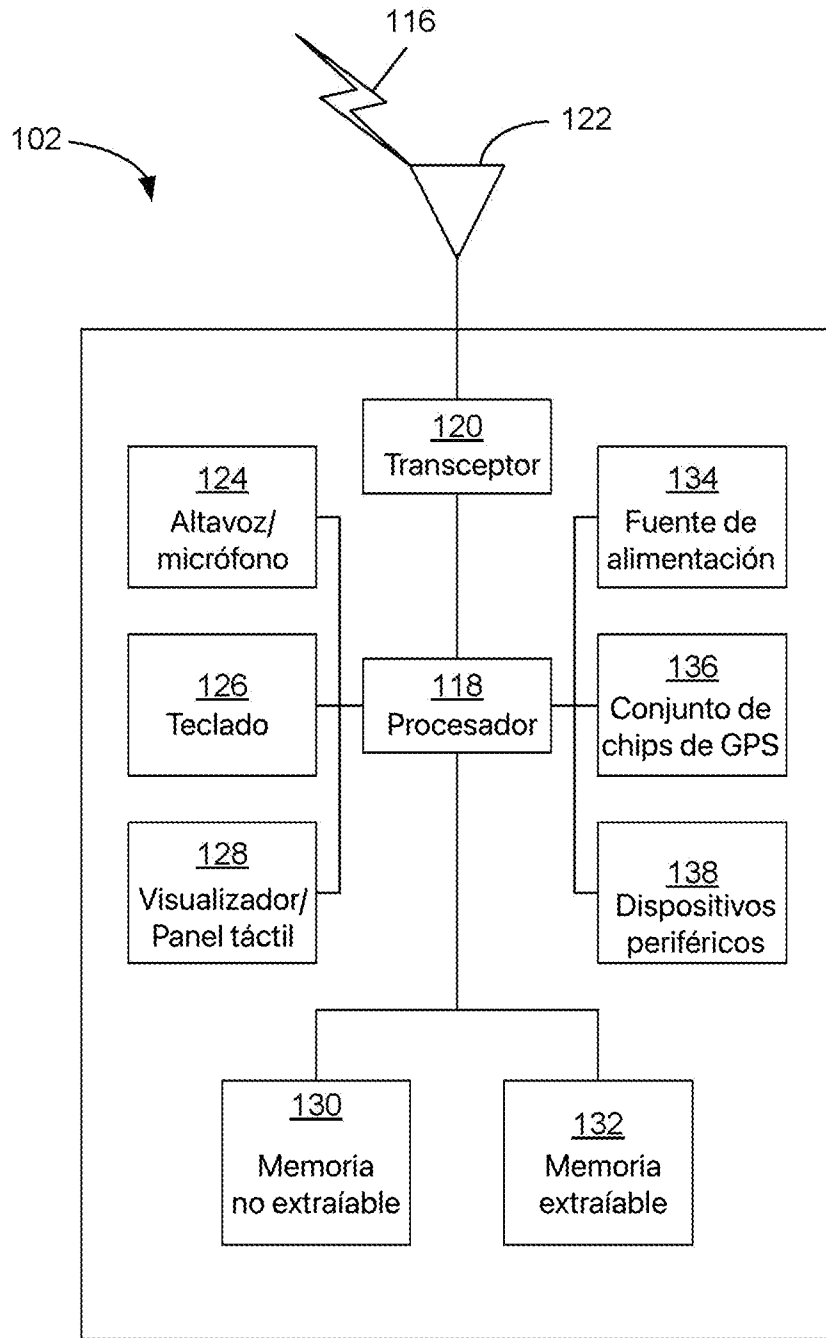 116
122
102
120
Transceptor
124
Altavoz/
micrófono
134
Fuente de
alimentación
126
Teclado
118
Procesador
136
Conjunto de
chips de GPS
128
Visualizador/
Panel táctil
138
Dispositivos
periféricos
130
Memoria
no extraíable
132
Memoria
extraíable